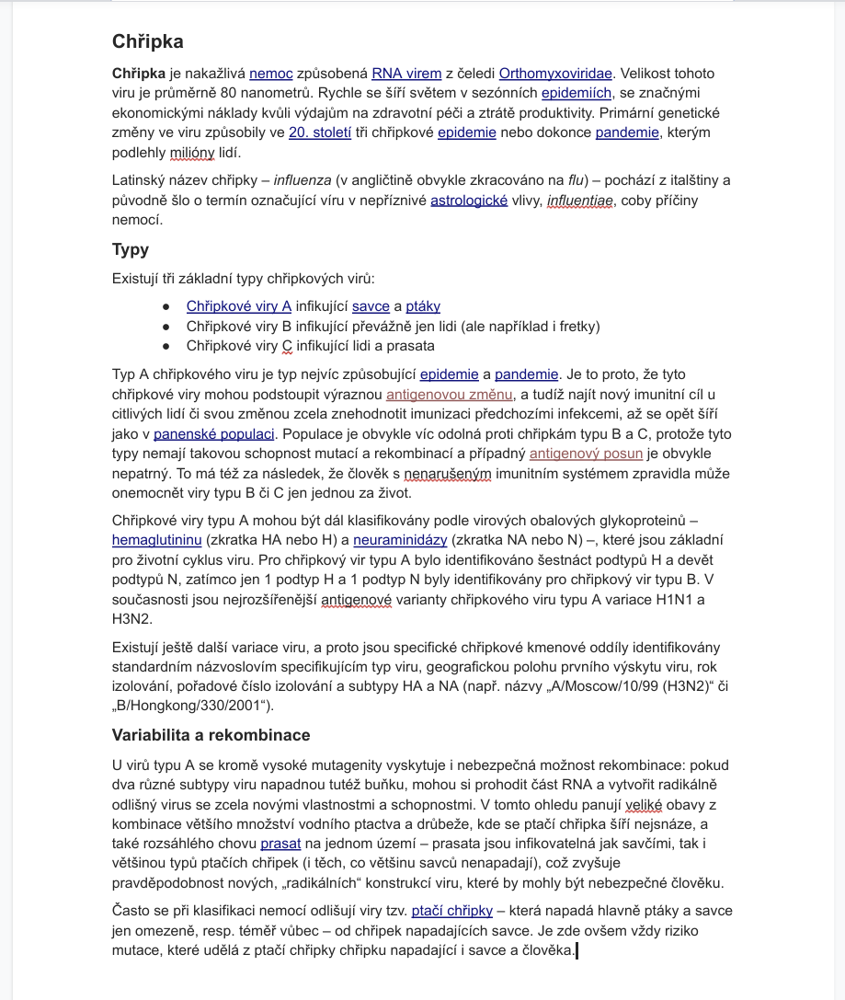 Chřipka
Chřipka je nakažlivá nemoc způsobená RNA virem z čeledi Orthomyxoviridae. Velikost tohoto
viru je průměrně 80 nanometrů. Rychle se šíří světem v sezónních epidemiích, se značnými
ekonomickými náklady kvůli výdajům na zdravotní péči a ztrátě produktivity. Primární genetické
změny ve viru způsobily ve 20. století tři chřipkové epidemie nebo dokonce pandemie, kterým
podlehly milióny lidí.
Latinský název chřipky – influenza (v angličtině obvykle zkracováno na flu) – pochází z italštiny a
původně šlo o termín označující víru v nepříznivé astrologické vlivy, influentiae, coby příčiny
nemocí.
Typy
Existují tři základní typy chřipkových virů:
● Chřipkové viry A infikující savce a ptáky
● Chřipkové viry B infikující převážně jen lidi (ale například i fretky)
● Chřipkové viry C infikující lidi a prasata
Typ A chřipkového viru je typ nejvíc způsobující epidemie a pandemie. Je to proto, že tyto
chřipkové viry mohou podstoupit výraznou antigenovou změnu, a tudíž najít nový imunitní cíl u
citlivých lidí či svou změnou zcela znehodnotit imunizaci předchozími infekcemi, až se opět šíří
jako v panenské populaci. Populace je obvykle víc odolná proti chřipkám typu B a C, protože tyto
typy nemají takovou schopnost mutací a rekombinací a případný antigenový posun je obvykle
nepatrný. To má též za následek, že člověk s nenarušeným imunitním systémem zpravidla může
onemocnět viry typu B či C jen jednou za život.
Chřipkové viry typu A mohou být dál klasifikovány podle virových obalových glykoproteinů –
hemaglutininu (zkratka HA nebo H) a neuraminidázy (zkratka NA nebo N) –, které jsou základní
pro životní cyklus viru. Pro chřipkový vir typu A bylo identifikováno šestnáct podtypů H a devět
podtypů N, zatímco jen 1 podtyp H a 1 podtyp N byly identifikovány pro chřipkový vir typu B. V
současnosti jsou nejrozšířenější antigenové varianty chřipkového viru typu A variace H1N1 a
H3N2.
Existují ještě další variace viru, a proto jsou specifické chřipkové kmenové oddíly identifikovány
standardním názvoslovím specifikujícím typ viru, geografickou polohu prvního výskytu viru, rok
izolování, pořadové číslo izolování a subtypy HA a NA (např. názvy „A/Moscow/10/99 (H3N2)“ či
„B/Hongkong/330/2001“).
Variabilita a rekombinace
U virů typu A se kromě vysoké mutagenity vyskytuje i nebezpečná možnost rekombinace: pokud
dva různé subtypy viru napadnou tutéž buňku, mohou si prohodit část RNA a vytvořit radikálně
odlišný virus se zcela novými vlastnostmi a schopnostmi. V tomto ohledu panují veliké obavy z
kombinace většího množství vodního ptactva a drůbeže, kde se ptačí chřipka šíří nejsnáze, a
také rozsáhlého chovu prasat na jednom území – prasata jsou infikovatelná jak savčími, tak i
většinou typů ptačích chřipek (i těch, co většinu savců nenapadají), což zvyšuje
pravděpodobnost nových, „radikálních“ konstrukcí viru, které by mohly být nebezpečné člověku.
Často se při klasifikaci nemocí odlišují viry tzv. ptačí chřipky – která napadá hlavně ptáky a savce
jen omezeně, resp. téměř vůbec – od chřipek napadajících savce. Je zde ovšem vždy riziko
mutace, které udělá z ptačí chřipky chřipku napadající i savce a člověka.